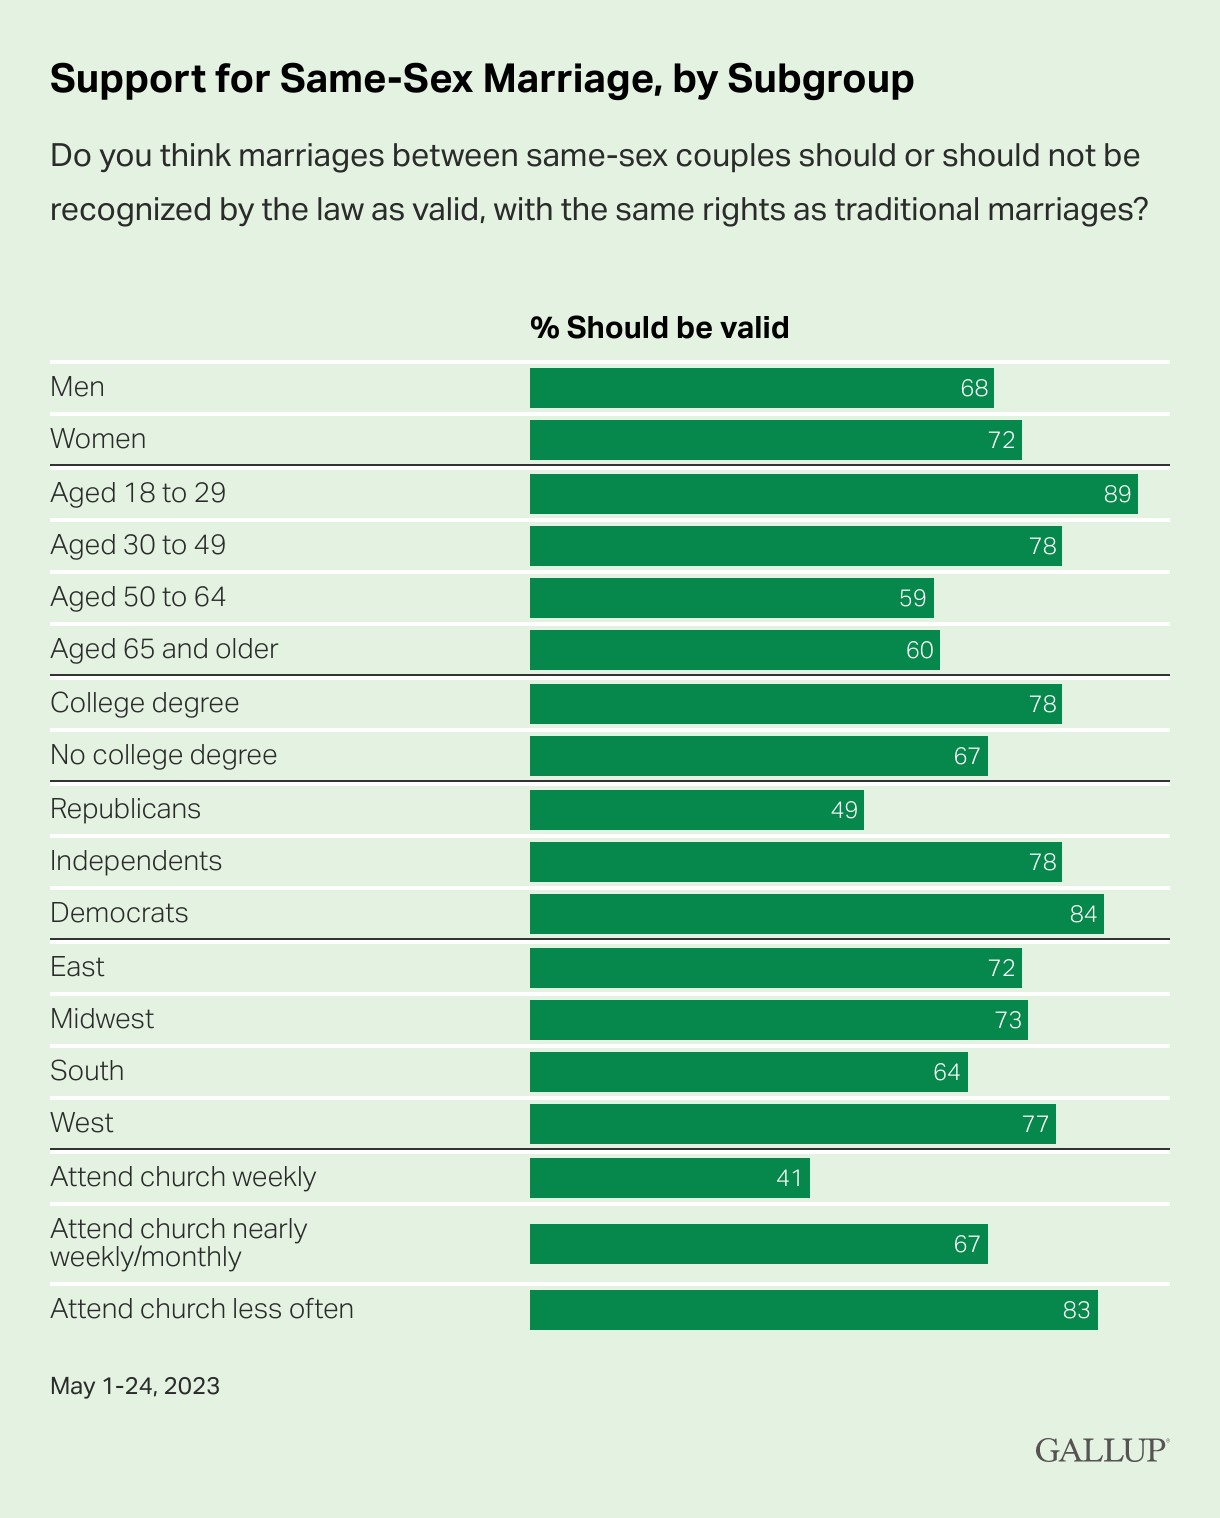 Support for Same-Sex Marriage, by Subgroup
Do you think marriages between same-sex couples should or should not be
recognized by the law as valid, with the same rights as traditional marriages?
% Should be valid
Men 68
Women 72
Aged 18 to 29 89
Aged 30 to 49 78
Aged 50 to 64 59
Aged 65 and older 60
College degree 78
No college degree 67
Republicans 49
Independents 78
Democrats 84
East 72
Midwest 73
South 64
West 77
Attend church weekly 41
Attend church nearly
weekly/monthly 67
Attend church less often 83
May 1-24, 2023
GALLUP®